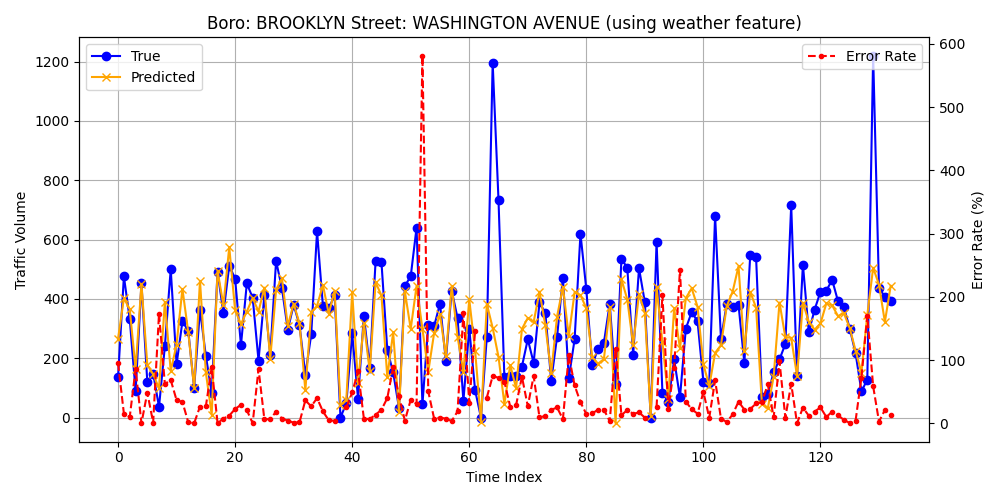 Boro: BROOKLYN Street: WASHINGTON AVENUE (using weather feature)
True
Predicted
Error Rate
Traffic Volume
1200
1000
800
600
400
200
0
600
500
400
300
200
100
0
Error Rate (%)
0 20 40 60 80 100 120
Time Index